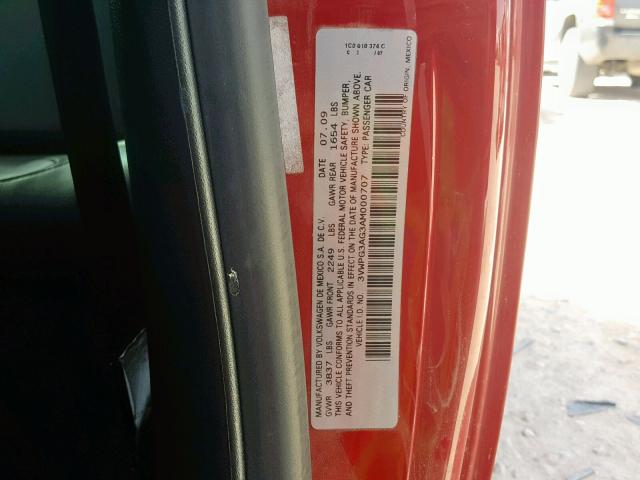 1C0 010 374 C
MANUFACTURED BY VOLKSWAGEN DE MEXICO S.A. DE C.V. DATE 07.09
GVWR 3837 LBS GAWR FRONT 2249 LBS GAWR REAR 1654 LBS
THIS VEHICLE CONFORMS TO ALL APPLICABLE U.S. FEDERAL MOTOR VEHICLE SAFETY, BUMPER,
AND THEFT PREVENTION STANDARDS IN EFFECT ON THE DATE OF MANUFACTURE SHOWN ABOVE.
VEHICLE I.D. NO. 3VWPG3AG3AM000707 TYPE: PASSENGER CAR
COUNTRY OF ORIGIN, MEXICO